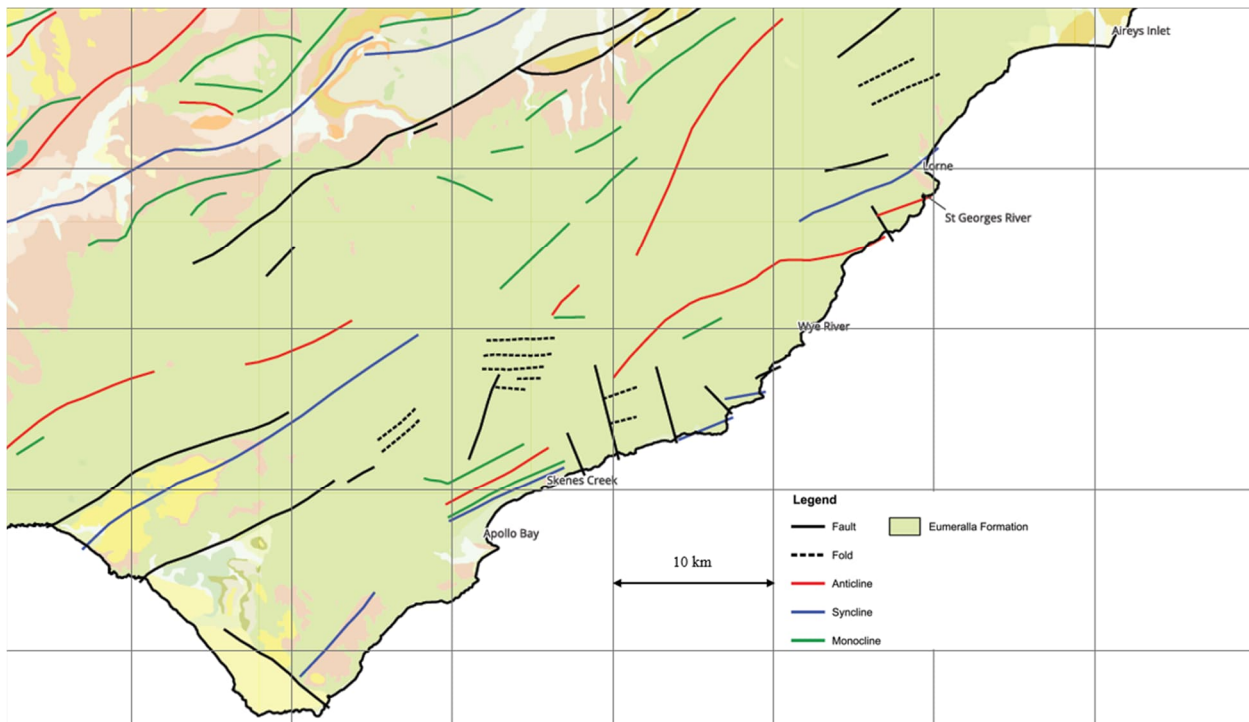 Aireys Inlet
Lorne
St Georges River
Wye River
Skenes Creek
Apollo Bay
Legend
Fault
Eumeralla Formation
Fold
Anticline
Syncline
Monocline
10 km